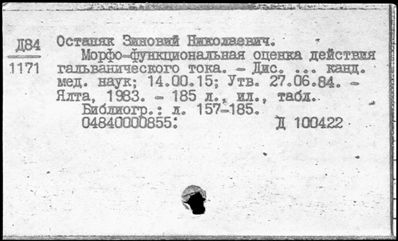 Д84
1171
Осташяк Зиновий Николаевич.
Морфо-функциональная оценка действия
гальванического тока. - Дис. ... канд.
мед. наук; 14.00.15; Утв. 27.06.84. -
Ялта, 1983. - 185 л., ил., табл.
Библиогр.: л. 157-185.
04840000855:
Д 100422